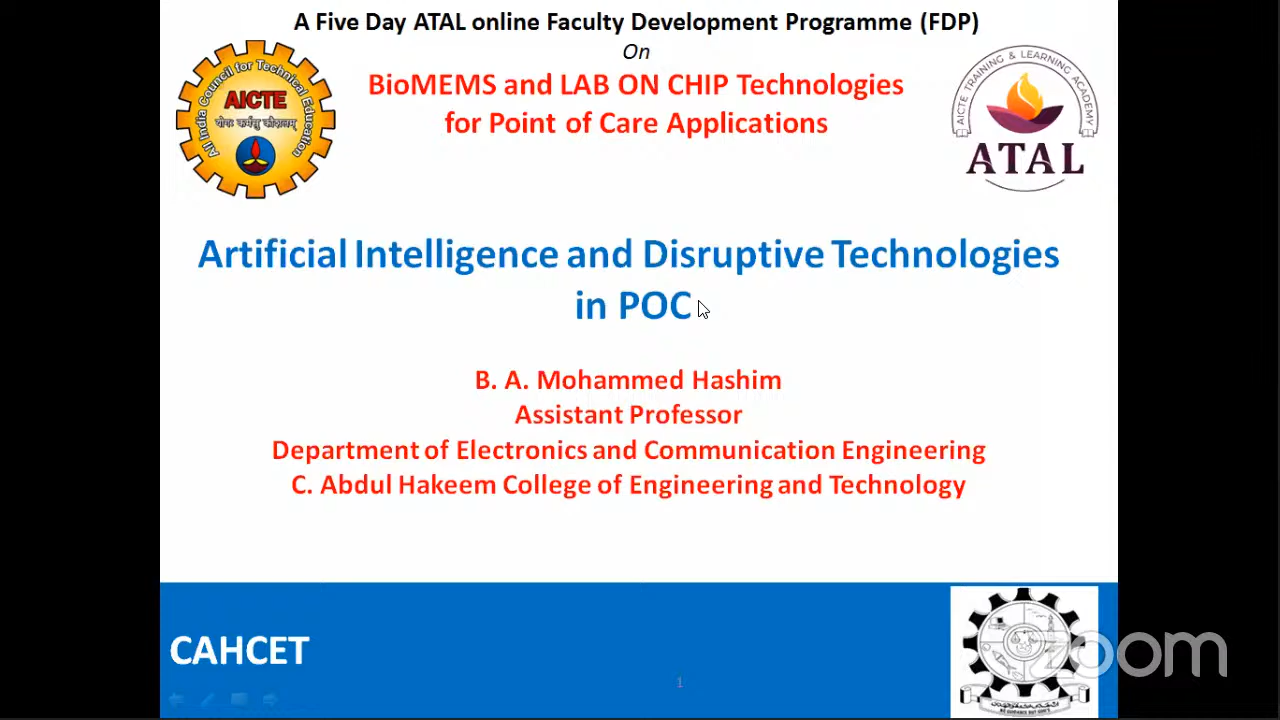 A Five Day ATAL online Faculty Development Programme (FDP)
On
BioMEMS and LAB ON CHIP Technologies
for Point of Care Applications
All India Council for Technical Education
AICTE
योगः कर्मसु कौशलम्
AICTE TRAINING & LEARNING ACADEMY
ATAL
Artificial Intelligence and Disruptive Technologies
in POC
B. A. Mohammed Hashim
Assistant Professor
Department of Electronics and Communication Engineering
C. Abdul Hakeem College of Engineering and Technology
CAHCET
1
zoom